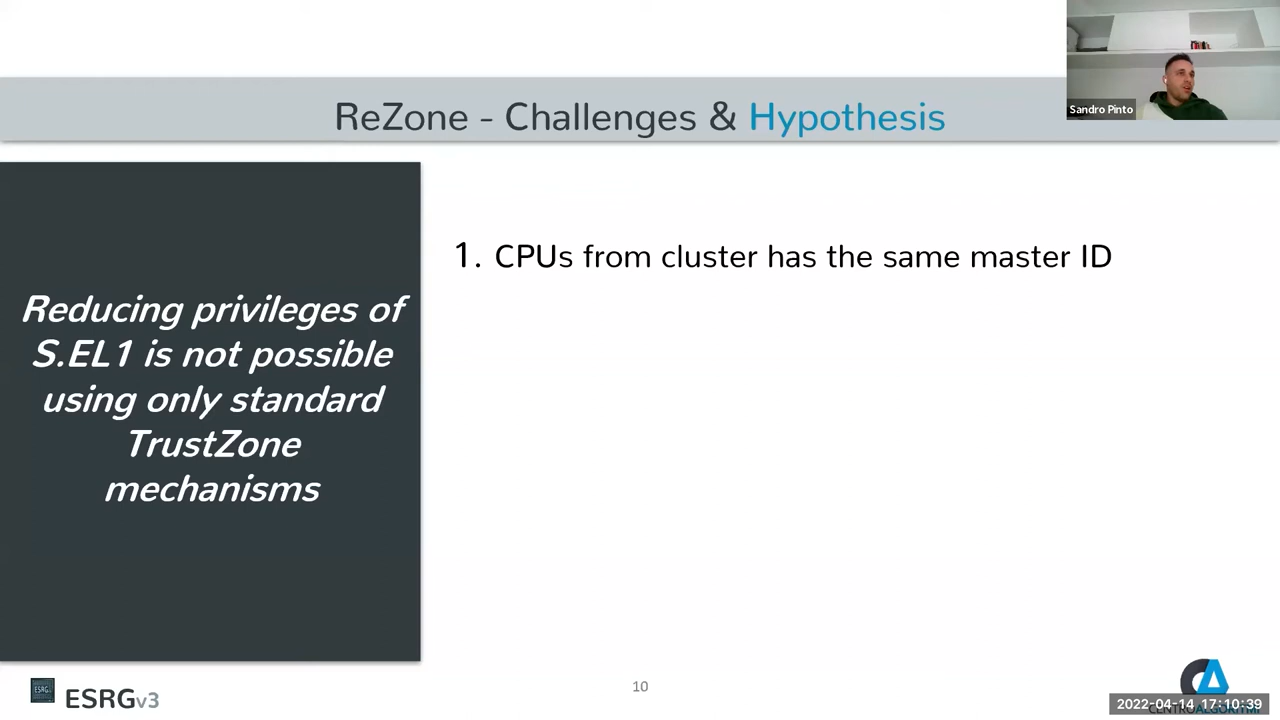 Sandro Pinto
ReZone - Challenges & Hypothesis
1. CPUs from cluster has the same master ID
Reducing privileges of
S.EL1 is not possible
using only standard
TrustZone
mechanisms
ESRG
ESRGv3
10
2022-04-14 17:10:39